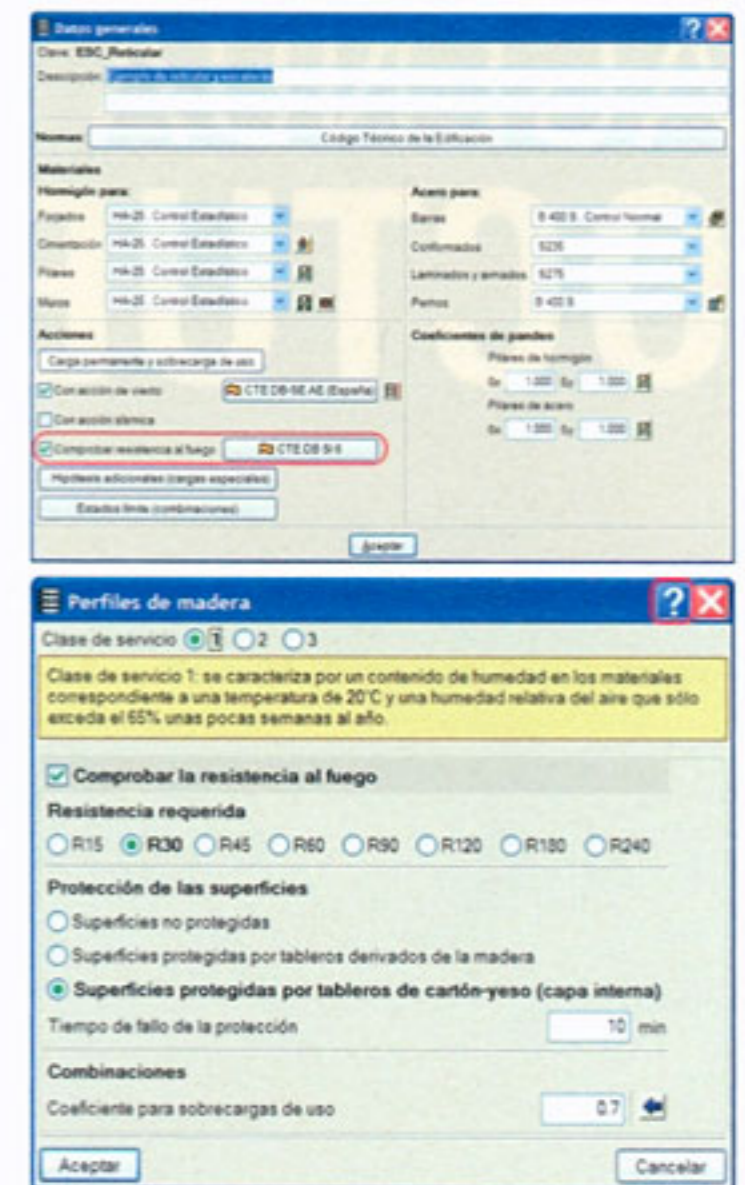 Datos generales
Clave: ESC_Reticular
Descripción: Ejemplo de reticular y escaleras
Normas: Código Técnico de la Edificación
Materiales
Hormigón para: Acero para:
Forjados HA-25 . Control Estadístico Barras B 400 S . Control Normal
Cimentación HA-25 . Control Estadístico Conformados S235
Pilares HA-25 . Control Estadístico Laminados y armados S275
Muros HA-25 . Control Estadístico Pernos B 400 S
Acciones Coeficientes de pandeo
Carga permanente y sobrecarga de uso Pilares de hormigón
Con acción de viento CTE DB-SE AE (España) 1.000 1.000
Con acción sísmica Pilares de acero
Comprobar resistencia al fuego CTE DB-SI 6 1.000 1.000
Hipótesis adicionales (cargas especiales)
Estados límite (combinaciones)
Aceptar
Perfiles de madera
Clase de servicio 1 2 3
Clase de servicio 1: se caracteriza por un contenido de humedad en los materiales
correspondiente a una temperatura de 20°C y una humedad relativa del aire que sólo
exceda el 65% unas pocas semanas al año.
Comprobar la resistencia al fuego
Resistencia requerida
R15 R30 R45 R60 R90 R120 R180 R240
Protección de las superficies
Superficies no protegidas
Superficies protegidas por tableros derivados de la madera
Superficies protegidas por tableros de cartón-yeso (capa interna)
Tiempo de fallo de la protección 10 min
Combinaciones
Coeficiente para sobrecargas de uso 0.7
Aceptar Cancelar